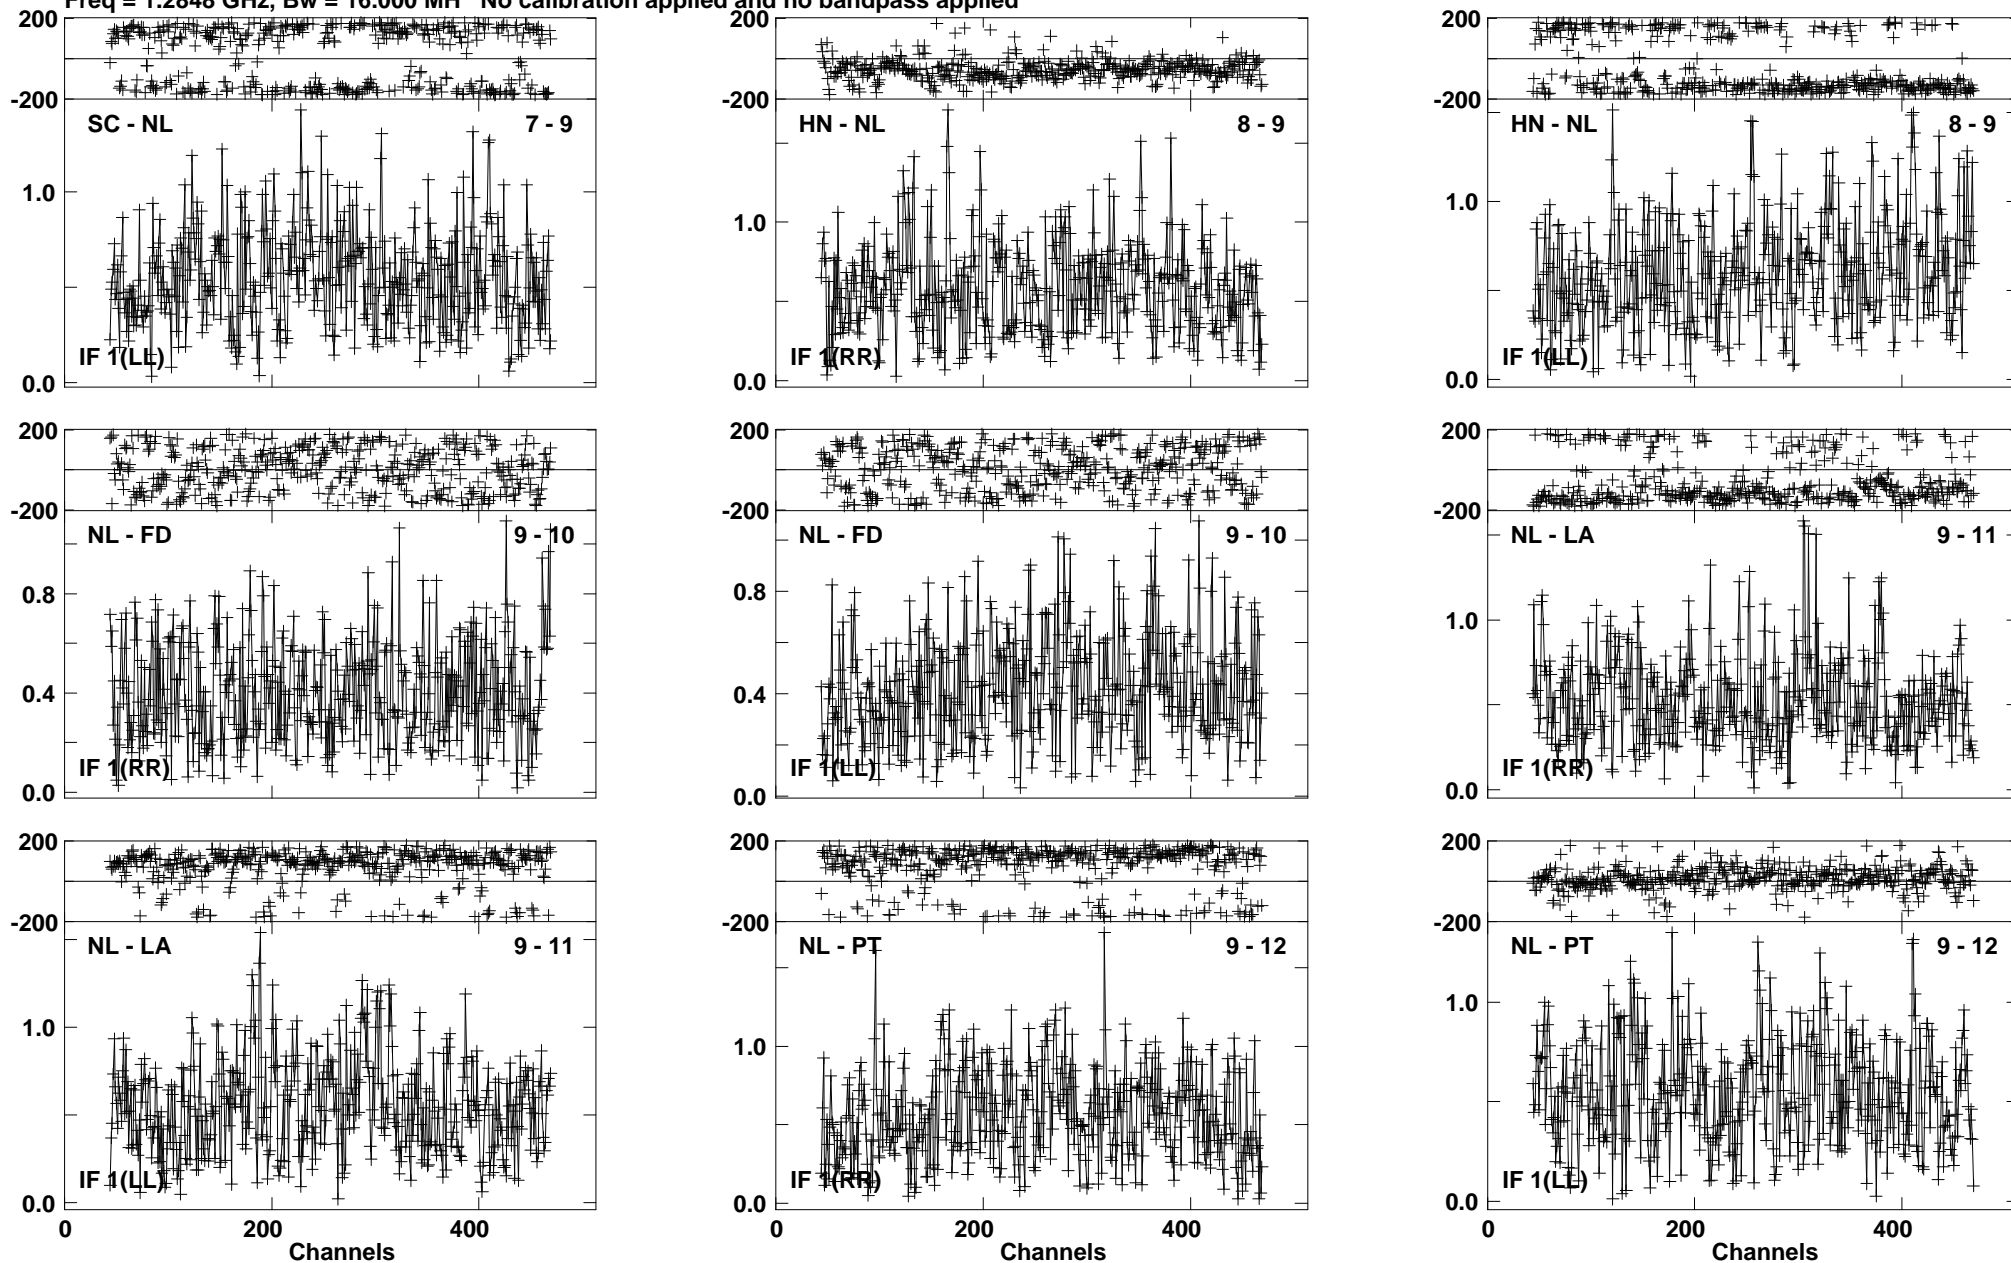 Freq = 1.2848 GHz, Bw = 16.000 MH No calibration applied and no bandpass applied
200 200 200
-200 -200 -200
SC - NL 7 - 9 HN - NL 8 - 9 HN - NL 8 - 9
1.0 1.0 1.0
IF 1(LL) IF 1(RR) IF 1(LL)
0.0 0.0 0.0
200 200 200
-200 -200 -200
NL - FD 9 - 10 NL - FD 9 - 10 NL - LA 9 - 11
0.8 0.8 1.0
0.4 0.4
IF 1(RR) IF 1(LL) IF 1(RR)
0.0 0.0 0.0
200 200 200
-200 -200 -200
NL - LA 9 - 11 NL - PT 9 - 12 NL - PT 9 - 12
1.0 1.0 1.0
IF 1(LL) IF 1(RR) IF 1(LL)
0.0 0.0 0.0
0 200 400 0 200 400 0 200 400
Channels Channels Channels